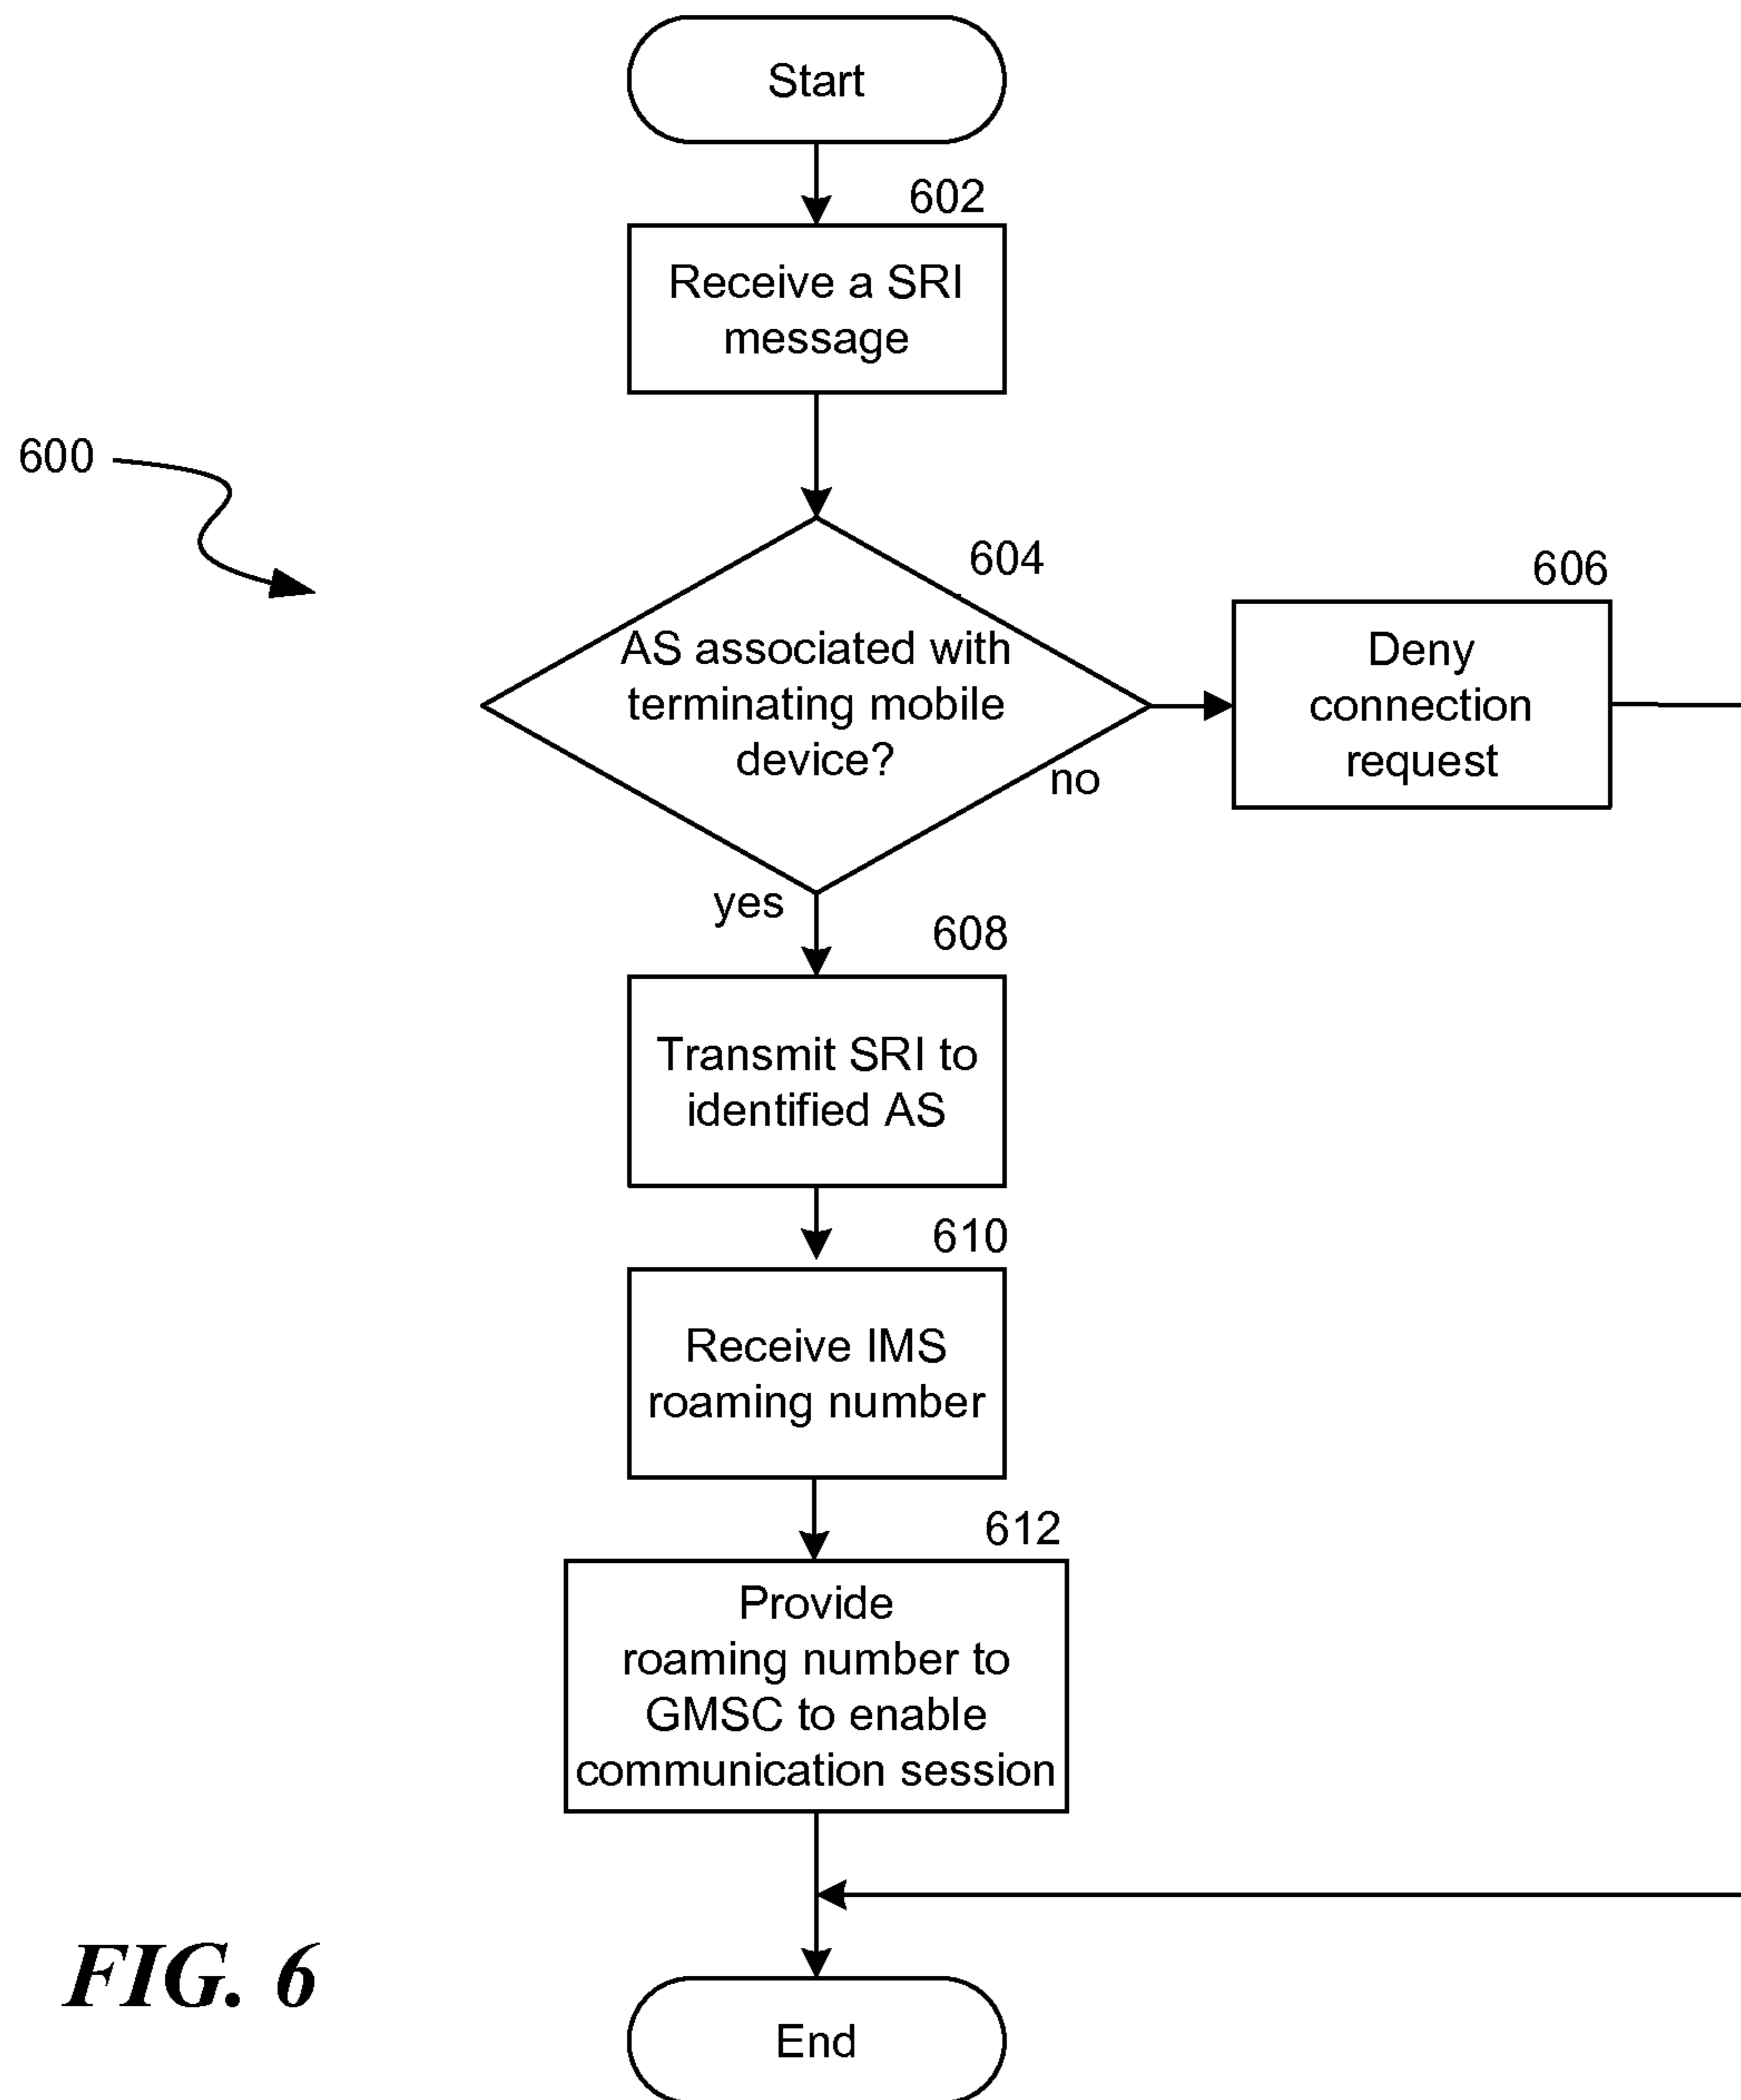 Start
602
Receive a SRI
message
600
604
AS associated with
terminating mobile
device?
no
606
Deny
connection
request
yes
608
Transmit SRI to
identified AS
610
Receive IMS
roaming number
612
Provide
roaming number to
GMSC to enable
communication session
FIG. 6
End